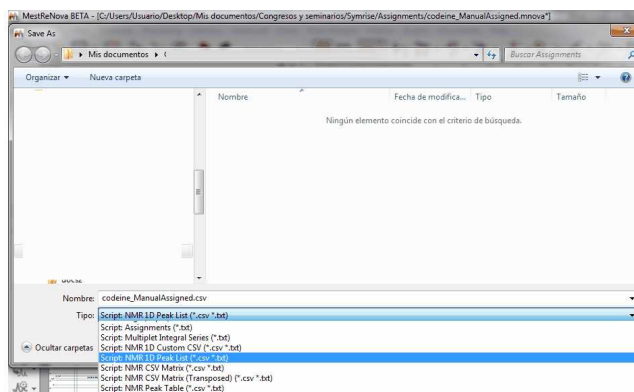 MestReNova BETA - [C:/Users/Usuario/Desktop/Mis documentos/Congresos y seminarios/Symrise/Assignments/codeine_ManualAssigned.mnova*]
Save As
Mis documentos
Buscar Assignments
Organizar
Nueva carpeta
Nombre Fecha de modifica... Tipo Tamaño
Ningún elemento coincide con el criterio de búsqueda.
Nombre: codeine_ManualAssigned.csv
Tipo: Script: NMR 1D Peak List (*.csv *.txt)
Script: Assignments (*.txt)
Script: Multiplet Integral Series (*.txt)
Script: NMR 1D Custom CSV (*.txt)
Ocultar carpetas
Script: NMR 1D Peak List (*.csv *.txt)
Script: NMR CSV Matrix (*.csv *.txt)
Script: NMR CSV Matrix (Transposed) (*.csv *.txt)
Script: NMR Peak Table (*.csv *.txt)